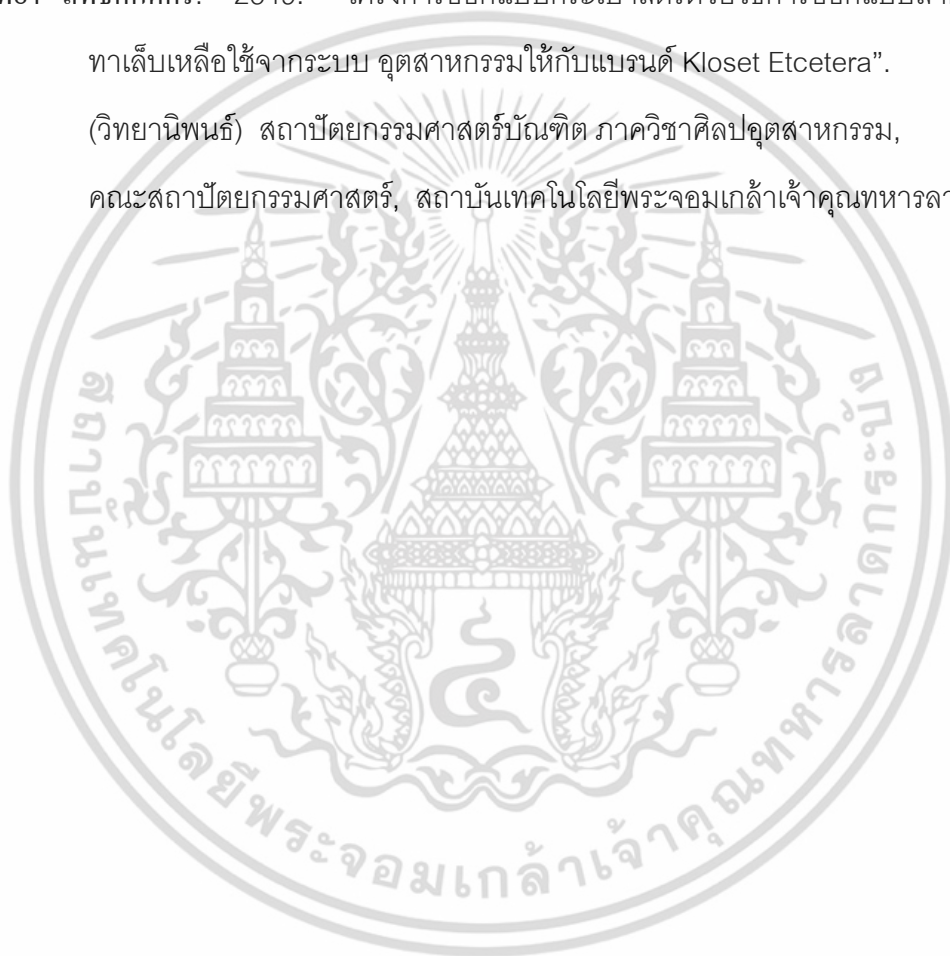 ทาเล็บเหลือใช้จากระบบ อุตสาหกรรมให้กับแบรนด์ Kloset Etcetera”.
(วิทยานิพนธ์) สถาปัตยกรรมศาสตร์บัณฑิต ภาควิชาศิลปอุตสาหกรรม,
คณะสถาปัตยกรรมศาสตร์, สถาบันเทคโนโลยีพระจอมเกล้าเจ้าคุณทหารลา
สถาบันเทคโนโลยีพระจอมเกล้าเจ้าคุณทหารลาดกระบัง
๔